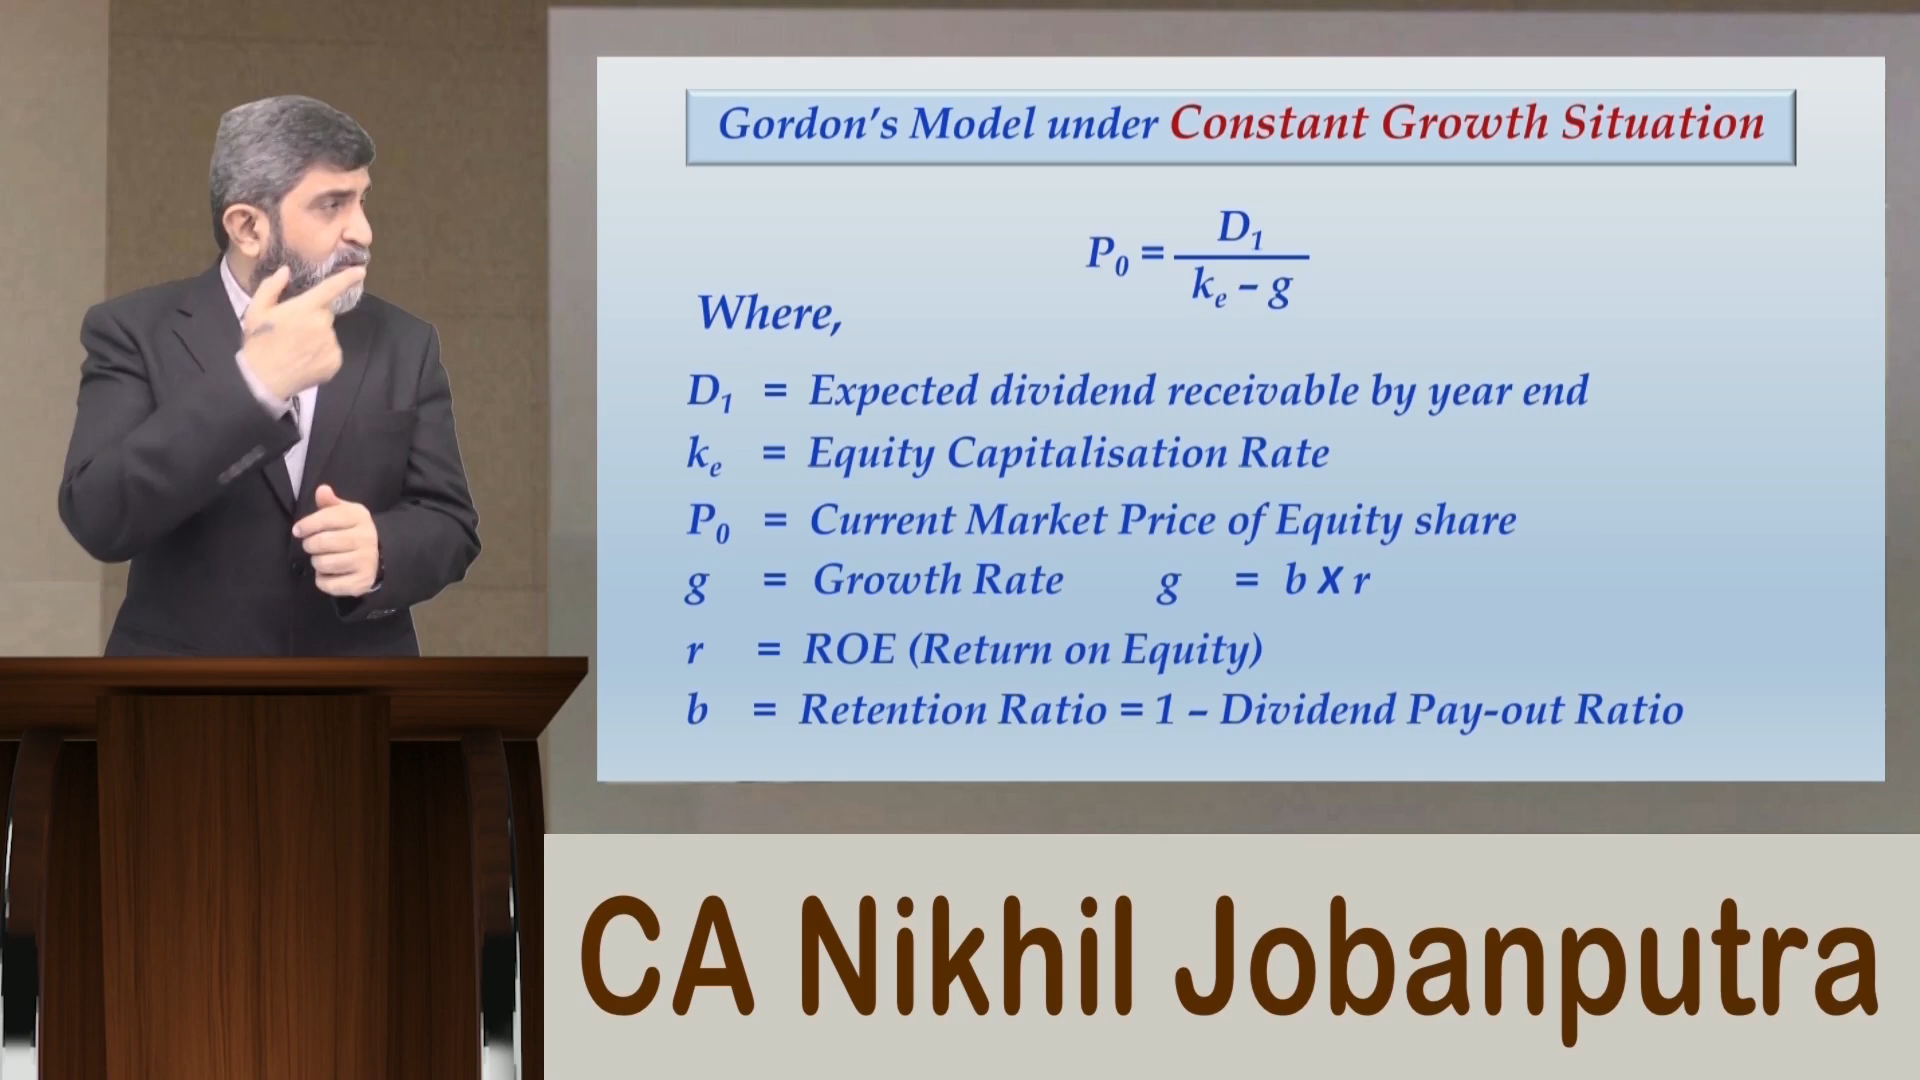 Gordon's Model under Constant Growth Situation
P₀ = D₁ / kₑ – g
Where,
D₁ = Expected dividend receivable by year end
kₑ = Equity Capitalisation Rate
P₀ = Current Market Price of Equity share
g = Growth Rate g = b X r
r = ROE (Return on Equity)
b = Retention Ratio = 1 – Dividend Pay-out Ratio
CA Nikhil Jobanputra